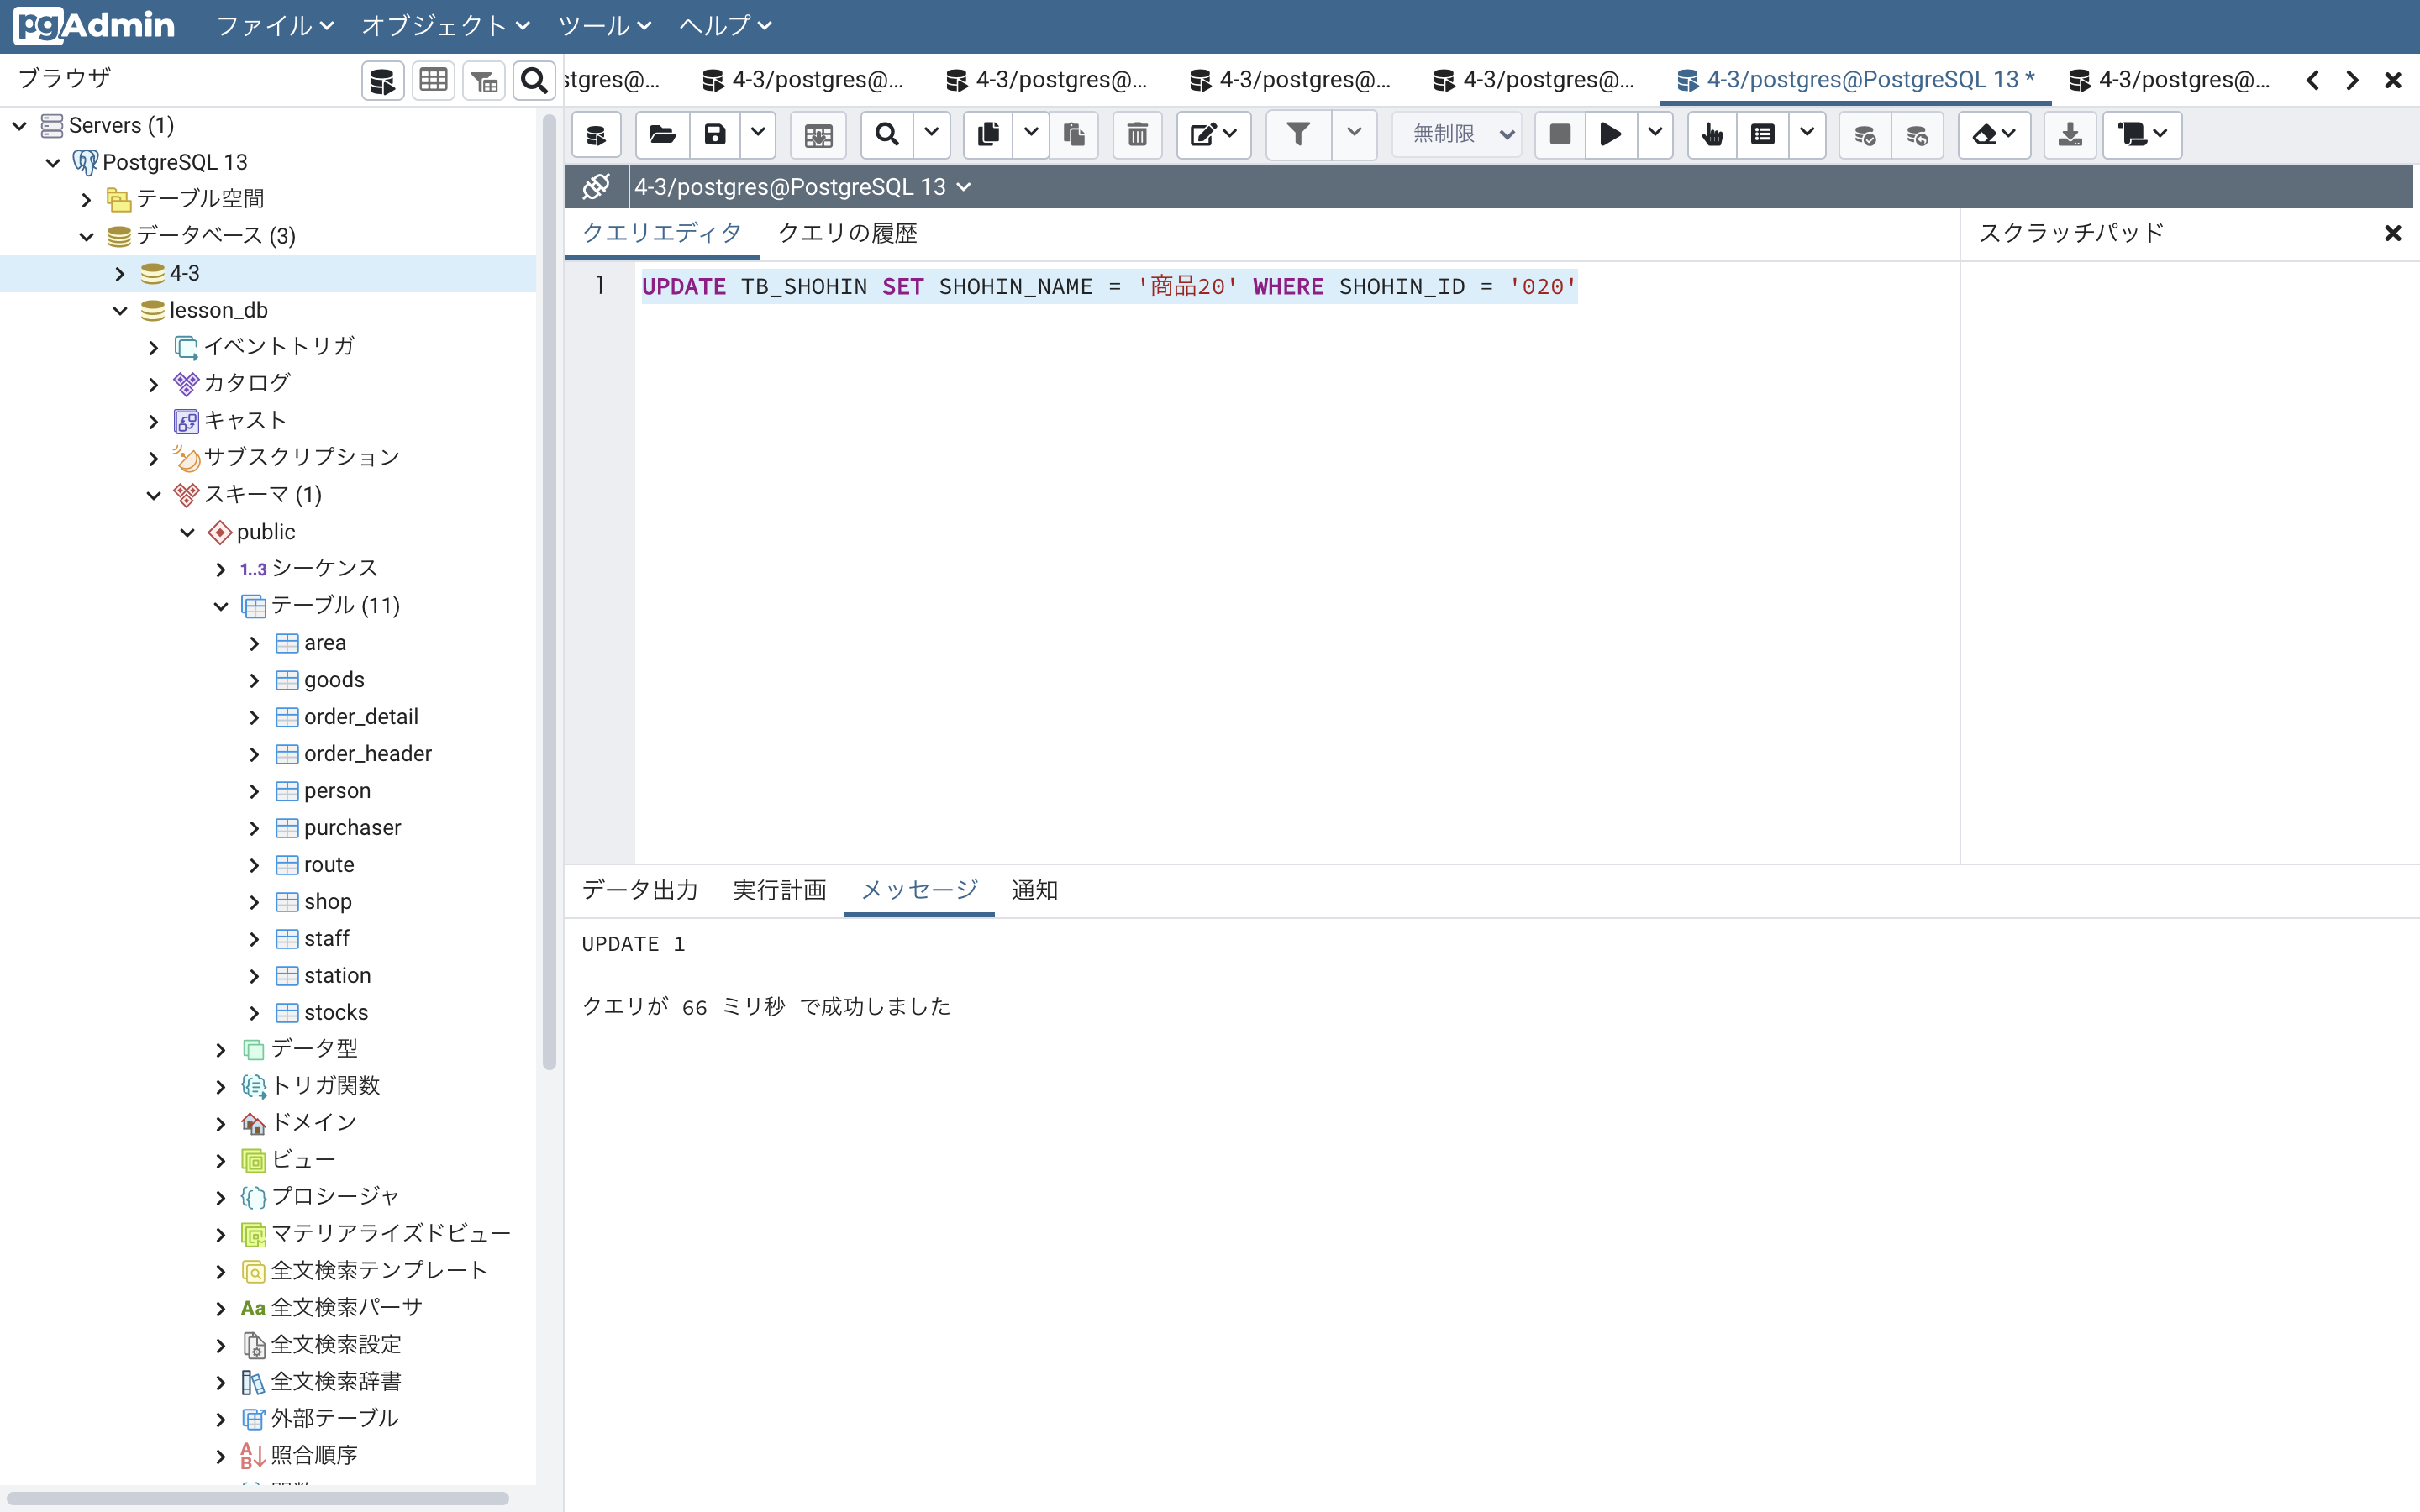 pgAdmin ファイル オブジェクト ツール ヘルプ
ブラウザ
stgres@... 4-3/postgres@... 4-3/postgres@... 4-3/postgres@... 4-3/postgres@... 4-3/postgres@PostgreSQL 13 * 4-3/postgres@...
無制限
4-3/postgres@PostgreSQL 13
クエリエディタ クエリの履歴
スクラッチパッド
1 UPDATE TB_SHOHIN SET SHOHIN_NAME = '商品20' WHERE SHOHIN_ID = '020'
Servers (1)
PostgreSQL 13
テーブル空間
データベース (3)
4-3
lesson_db
イベントトリガ
カタログ
キャスト
サブスクリプション
スキーマ (1)
public
1..3 シーケンス
テーブル (11)
area
goods
order_detail
order_header
person
purchaser
route
shop
staff
station
stocks
データ型
トリガ関数
ドメイン
ビュー
プロシージャ
マテリアライズドビュー
全文検索テンプレート
Aa 全文検索パーサ
全文検索設定
全文検索辞書
外部テーブル
照合順序
データ出力 実行計画 メッセージ 通知
UPDATE 1
クエリが 66 ミリ秒 で成功しました